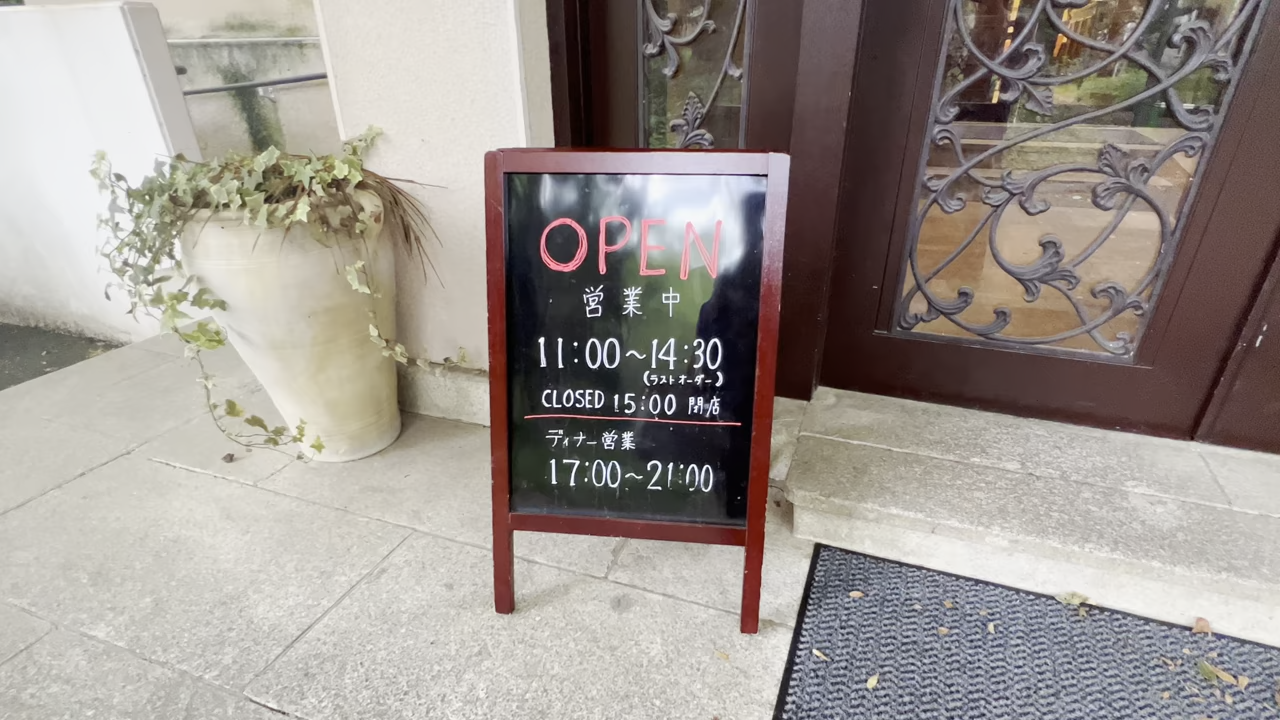 OPEN
営業中
11:00~14:30
(ラストオーダー)
CLOSED 15:00 閉店
ディナー営業
17:00~21:00